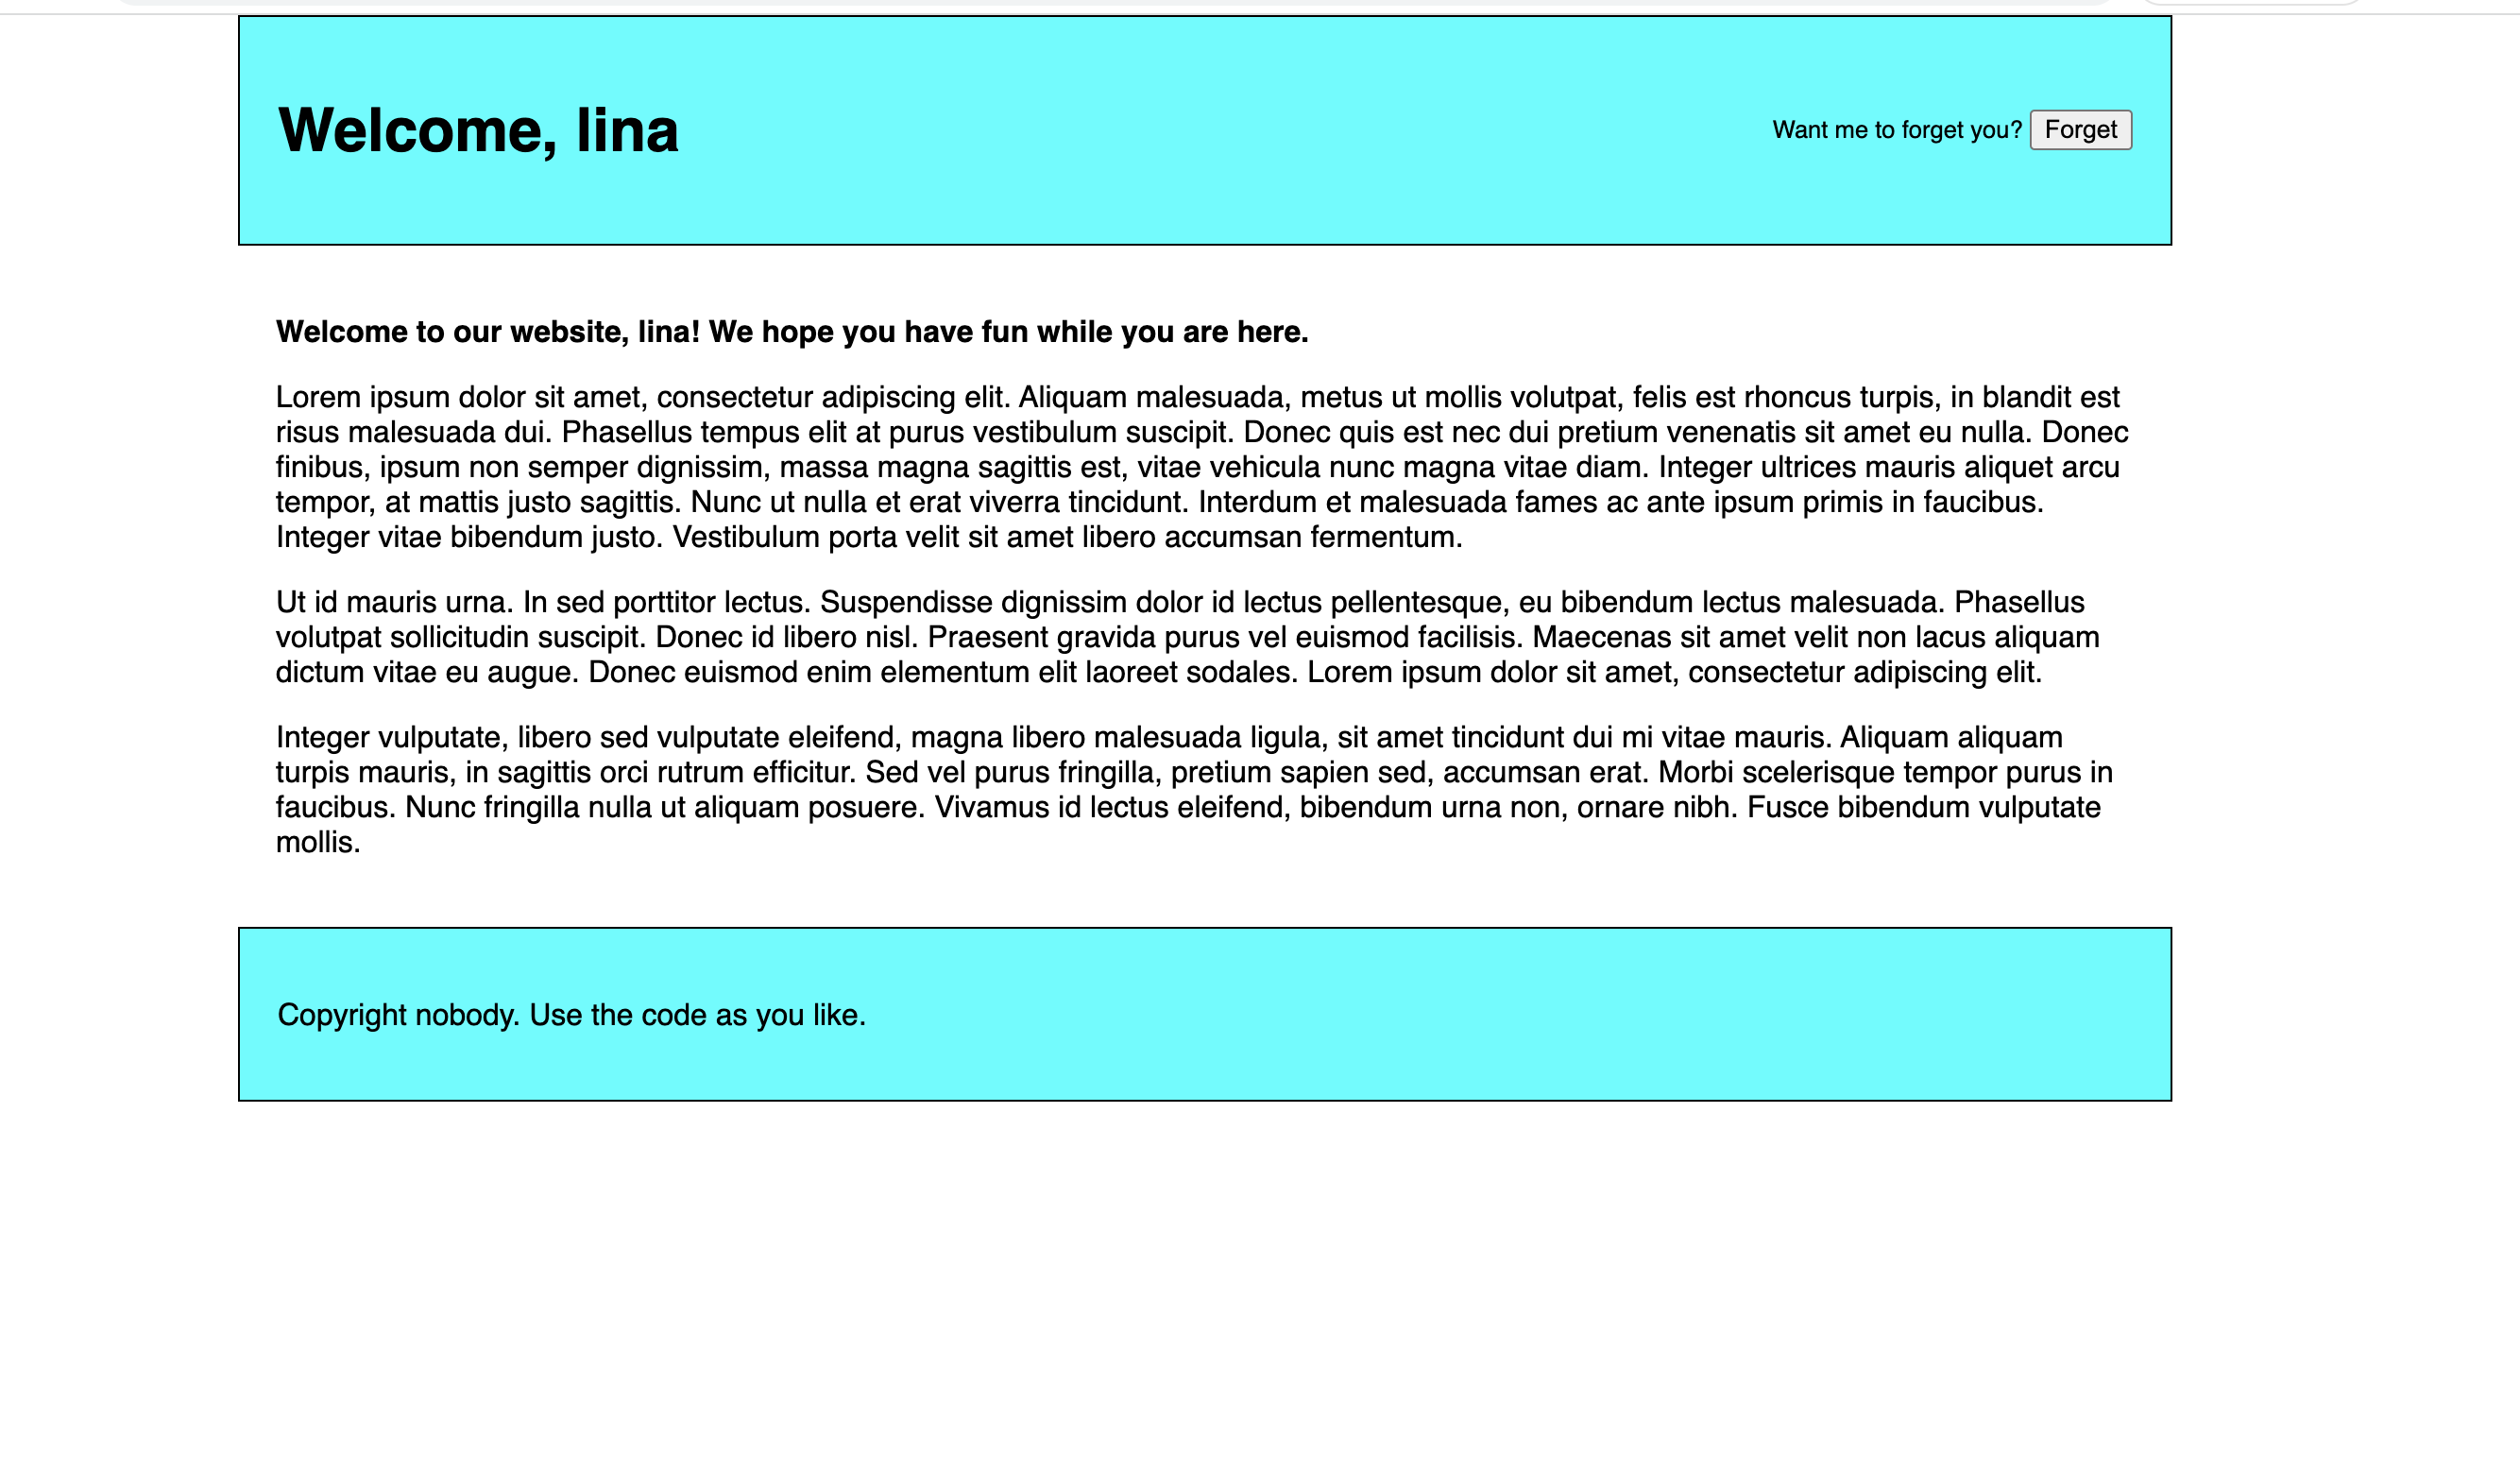 Welcome, lina
Want me to forget you? Forget
Welcome to our website, lina! We hope you have fun while you are here.
Lorem ipsum dolor sit amet, consectetur adipiscing elit. Aliquam malesuada, metus ut mollis volutpat, felis est rhoncus turpis, in blandit est
risus malesuada dui. Phasellus tempus elit at purus vestibulum suscipit. Donec quis est nec dui pretium venenatis sit amet eu nulla. Donec
finibus, ipsum non semper dignissim, massa magna sagittis est, vitae vehicula nunc magna vitae diam. Integer ultrices mauris aliquet arcu
tempor, at mattis justo sagittis. Nunc ut nulla et erat viverra tincidunt. Interdum et malesuada fames ac ante ipsum primis in faucibus.
Integer vitae bibendum justo. Vestibulum porta velit sit amet libero accumsan fermentum.
Ut id mauris urna. In sed porttitor lectus. Suspendisse dignissim dolor id lectus pellentesque, eu bibendum lectus malesuada. Phasellus
volutpat sollicitudin suscipit. Donec id libero nisl. Praesent gravida purus vel euismod facilisis. Maecenas sit amet velit non lacus aliquam
dictum vitae eu augue. Donec euismod enim elementum elit laoreet sodales. Lorem ipsum dolor sit amet, consectetur adipiscing elit.
Integer vulputate, libero sed vulputate eleifend, magna libero malesuada ligula, sit amet tincidunt dui mi vitae mauris. Aliquam aliquam
turpis mauris, in sagittis orci rutrum efficitur. Sed vel purus fringilla, pretium sapien sed, accumsan erat. Morbi scelerisque tempor purus in
faucibus. Nunc fringilla nulla ut aliquam posuere. Vivamus id lectus eleifend, bibendum urna non, ornare nibh. Fusce bibendum vulputate
mollis.
Copyright nobody. Use the code as you like.